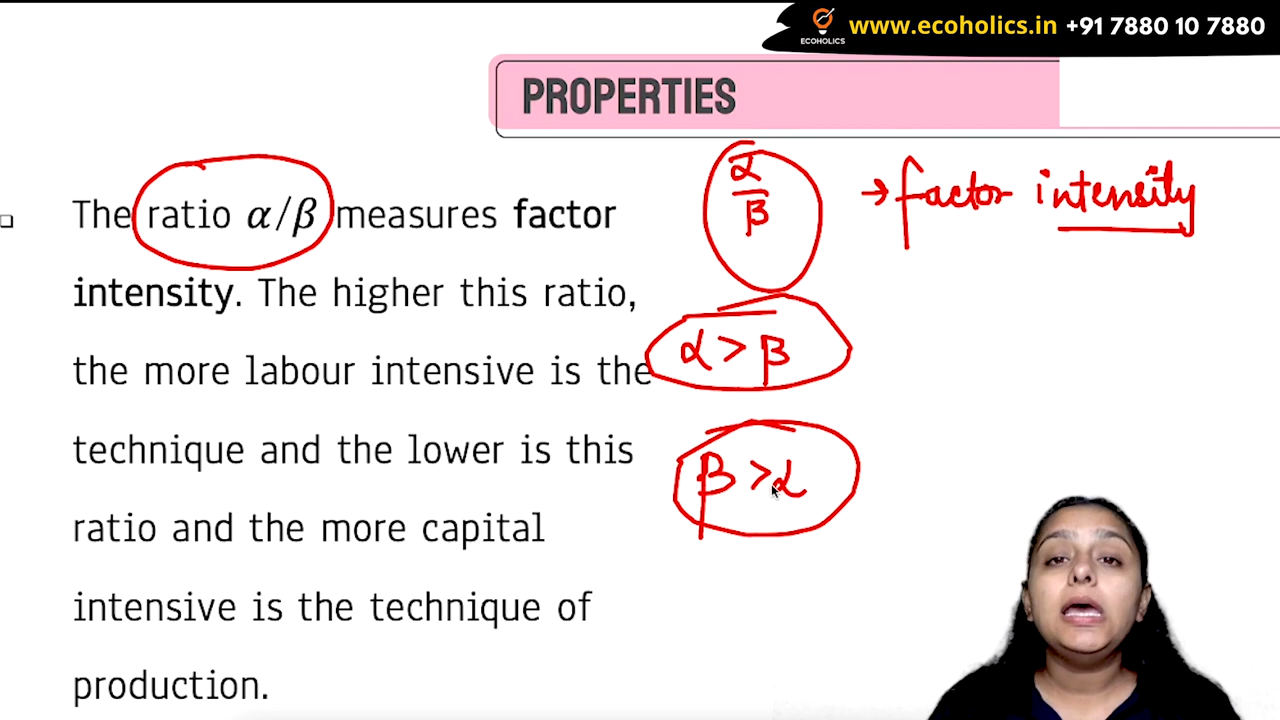 ECOHOLICS
www.ecoholics.in +91 7880 10 7880
PROPERTIES
The ratio α/β measures factor
intensity. The higher this ratio,
the more labour intensive is the
technique and the lower is this
ratio and the more capital
intensive is the technique of
production.
α/β → factor intensity
α > β
β > α